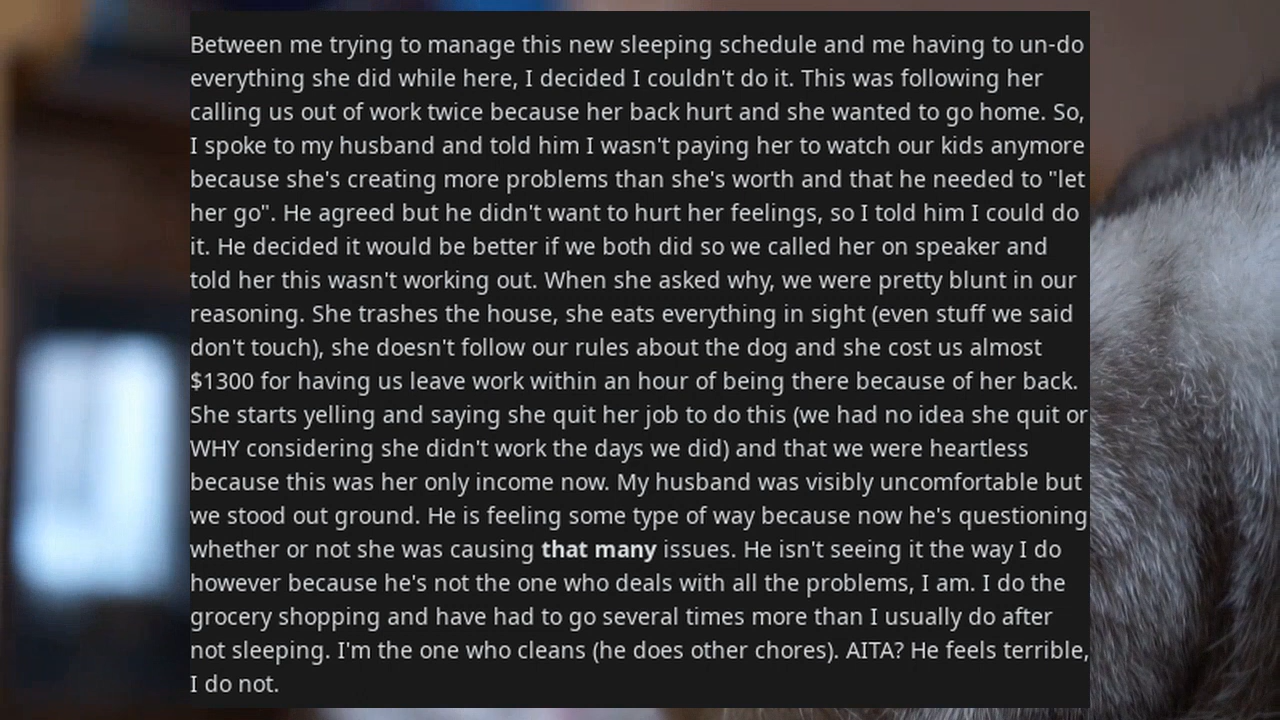 Between me trying to manage this new sleeping schedule and me having to un-do
everything she did while here, I decided I couldn't do it. This was following her
calling us out of work twice because her back hurt and she wanted to go home. So,
I spoke to my husband and told him I wasn't paying her to watch our kids anymore
because she's creating more problems than she's worth and that he needed to "let
her go". He agreed but he didn't want to hurt her feelings, so I told him I could do
it. He decided it would be better if we both did so we called her on speaker and
told her this wasn't working out. When she asked why, we were pretty blunt in our
reasoning. She trashes the house, she eats everything in sight (even stuff we said
don't touch), she doesn't follow our rules about the dog and she cost us almost
$1300 for having us leave work within an hour of being there because of her back.
She starts yelling and saying she quit her job to do this (we had no idea she quit or
WHY considering she didn't work the days we did) and that we were heartless
because this was her only income now. My husband was visibly uncomfortable but
we stood out ground. He is feeling some type of way because now he's questioning
whether or not she was causing that many issues. He isn't seeing it the way I do
however because he's not the one who deals with all the problems, I am. I do the
grocery shopping and have had to go several times more than I usually do after
not sleeping. I'm the one who cleans (he does other chores). AITA? He feels terrible,
I do not.